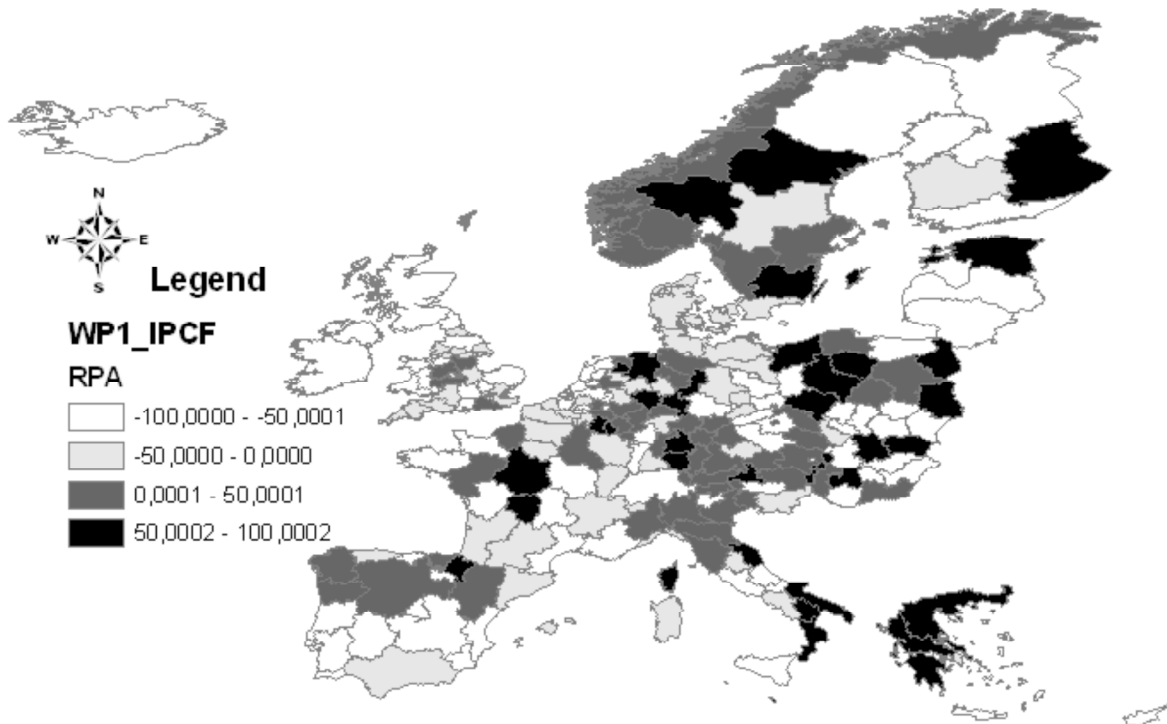 N
W E
S
Legend
WP1_IPCF
RPA
-100,0000 - -50,0001
-50,0000 - 0,0000
0,0001 - 50,0001
50,0002 - 100,0002